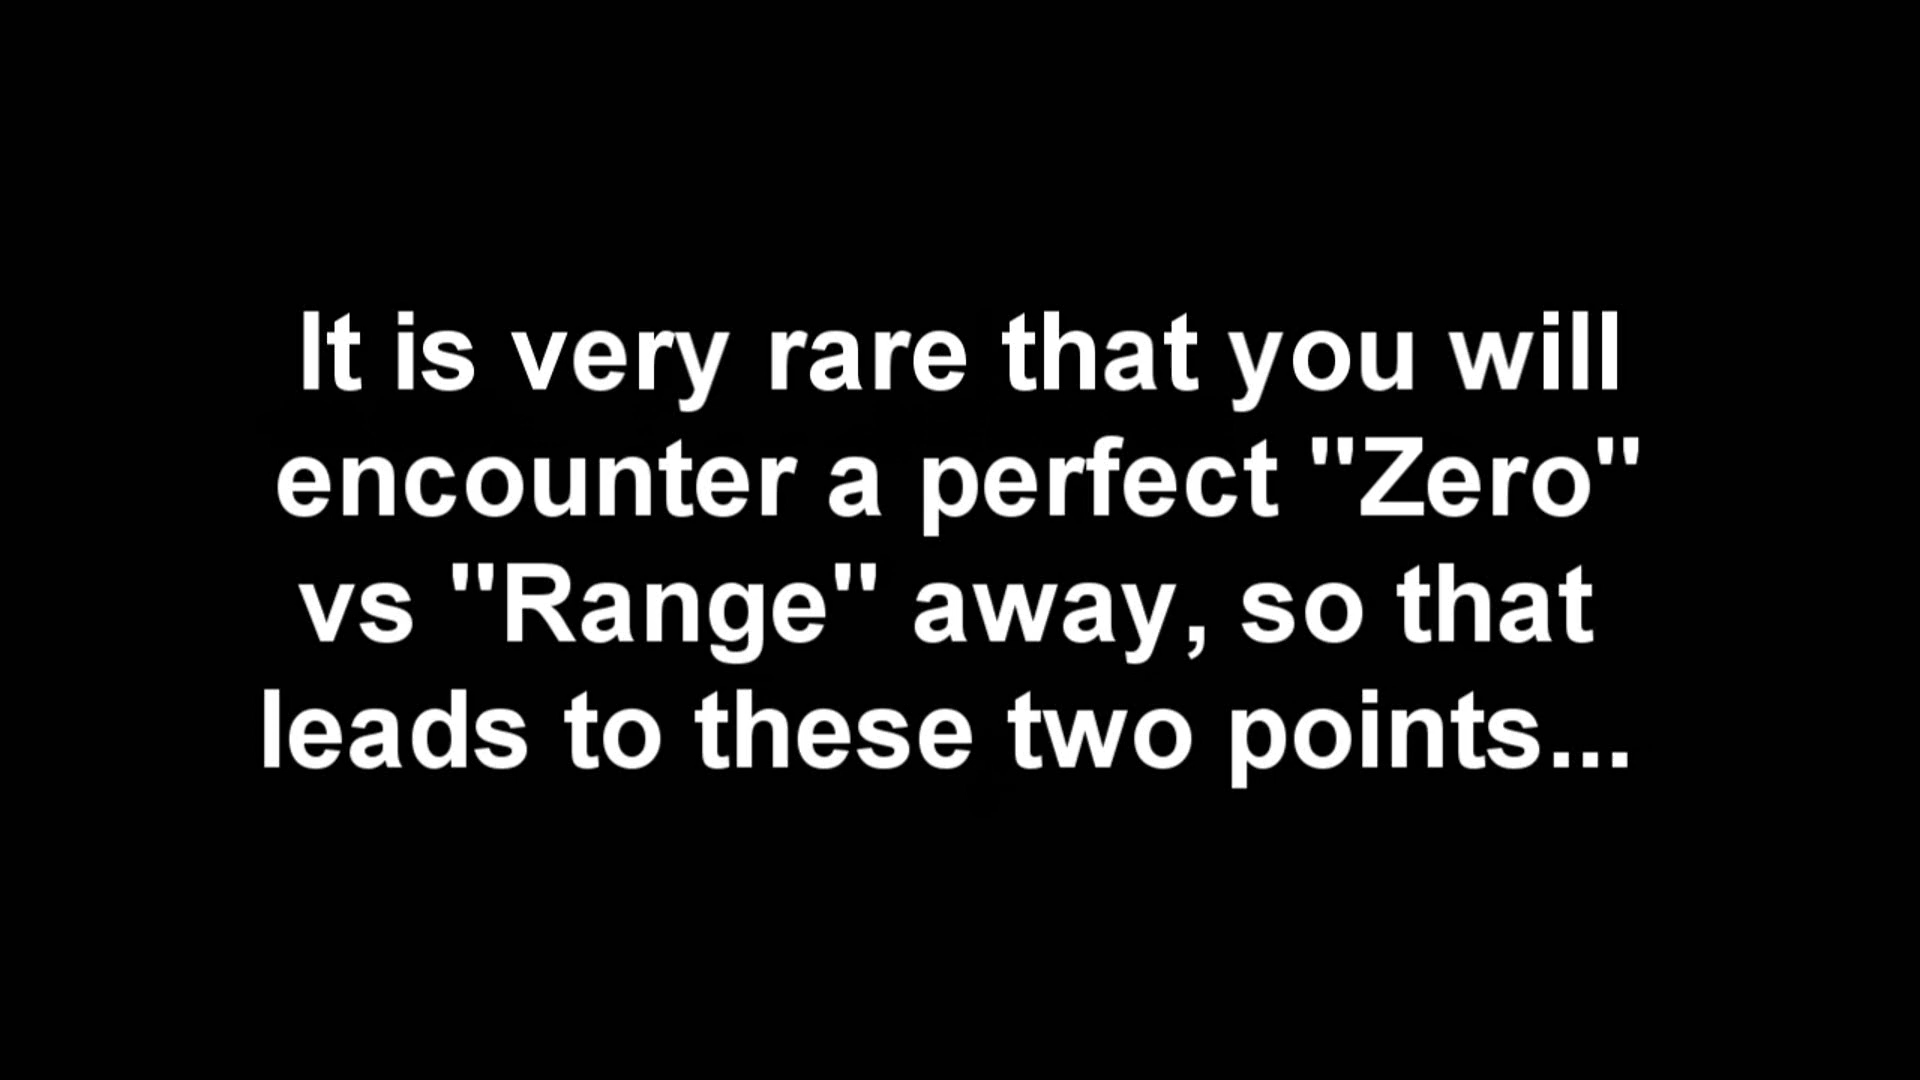 It is very rare that you will
encounter a perfect "Zero"
vs "Range" away, so that
leads to these two points...